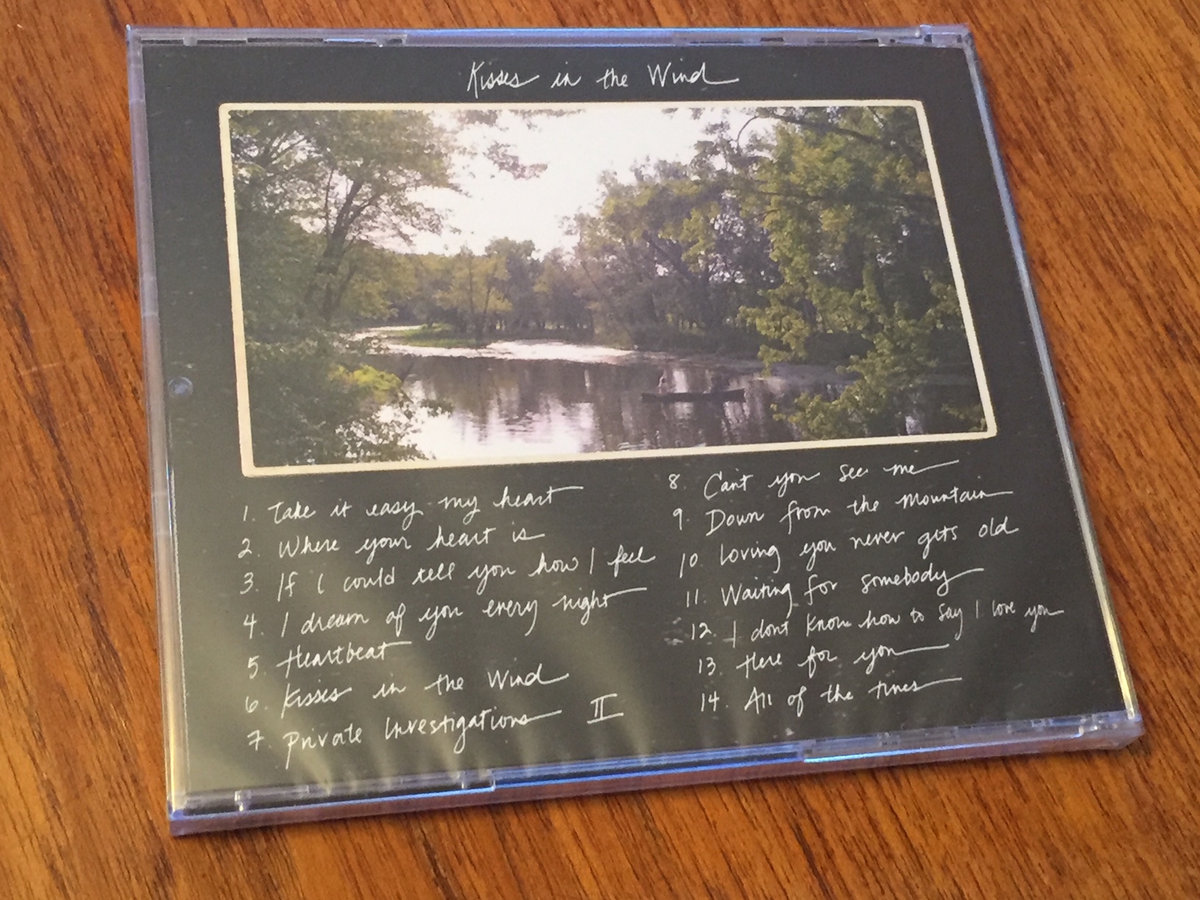 Kisses in the Wind
1. Take it easy my heart
2. Where your heart is
3. If I could tell you how I feel
4. I dream of you every night
5. Heartbeat
6. Kisses in the Wind
7. Private Investigations II
8. Cant you see me
9. Down from the Mountain
10. Loving you never gets old
11. Waiting for somebody
12. I dont know how to say I love you
13. Here for you
14. All of the times